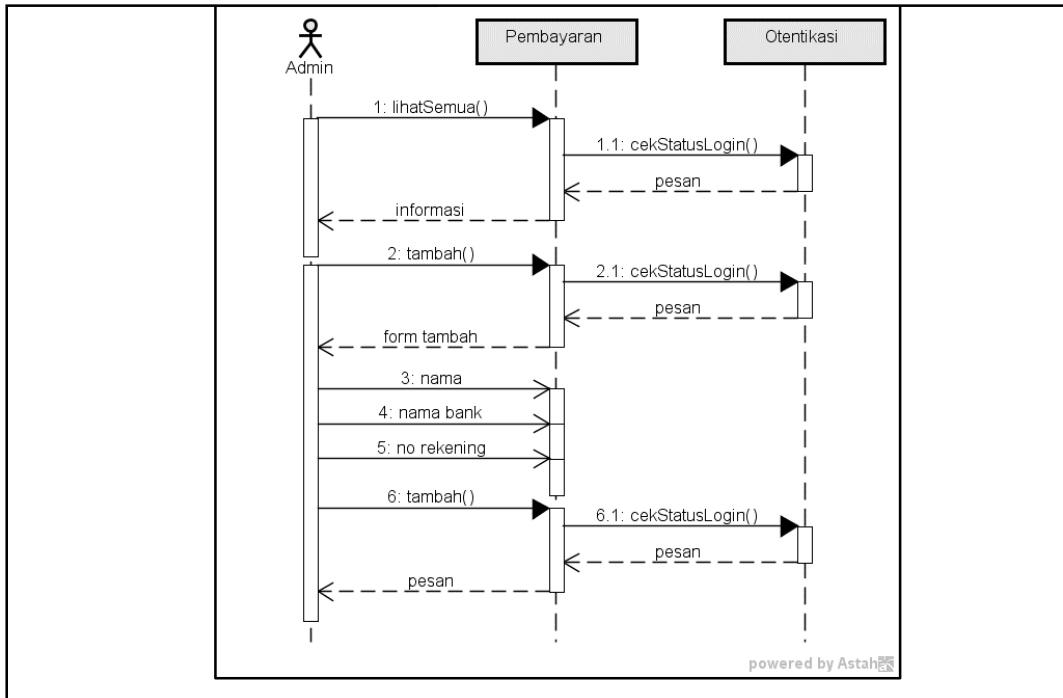 Admin
Pembayaran
Otentikasi
1: lihatSemua()
1.1: cekStatusLogin()
pesan
informasi
2: tambah()
2.1: cekStatusLogin()
pesan
form tambah
3: nama
4: nama bank
5: no rekening
6: tambah()
6.1: cekStatusLogin()
pesan
pesan
powered by Astah